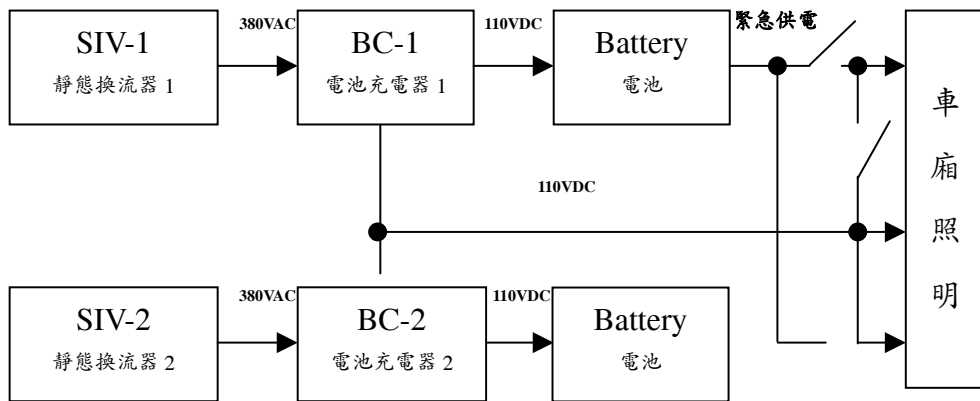 380VAC
110VDC
緊急供電
SIV-1
靜態換流器 1
BC-1
電池充電器 1
Battery
電池
車廂照明
110VDC
380VAC
110VDC
SIV-2
靜態換流器 2
BC-2
電池充電器 2
Battery
電池